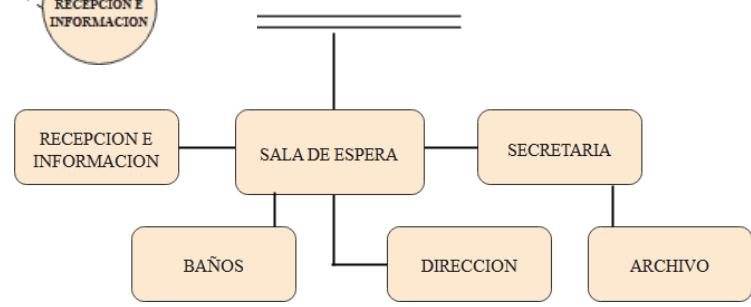 RECEPCION E
INFORMACION
RECEPCION E
INFORMACION
SALA DE ESPERA
SECRETARIA
BAÑOS
DIRECCION
ARCHIVO